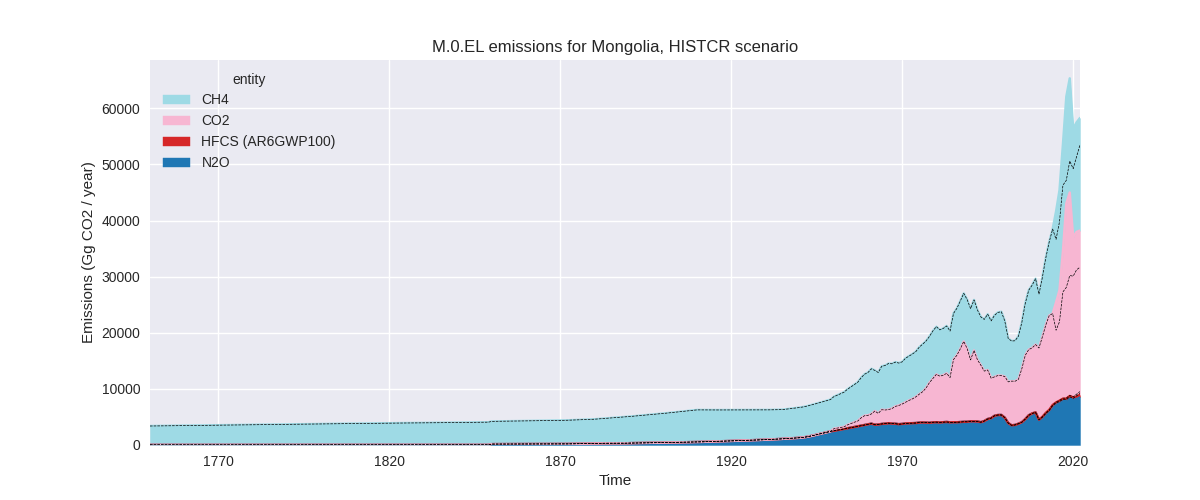 M.0.EL emissions for Mongolia, HISTCR scenario
entity
CH4
CO2
HFCS (AR6GWP100)
N2O
Emissions (Gg CO2 / year)
60000
50000
40000
30000
20000
10000
0
1770 1820 1870 1920 1970 2020
Time